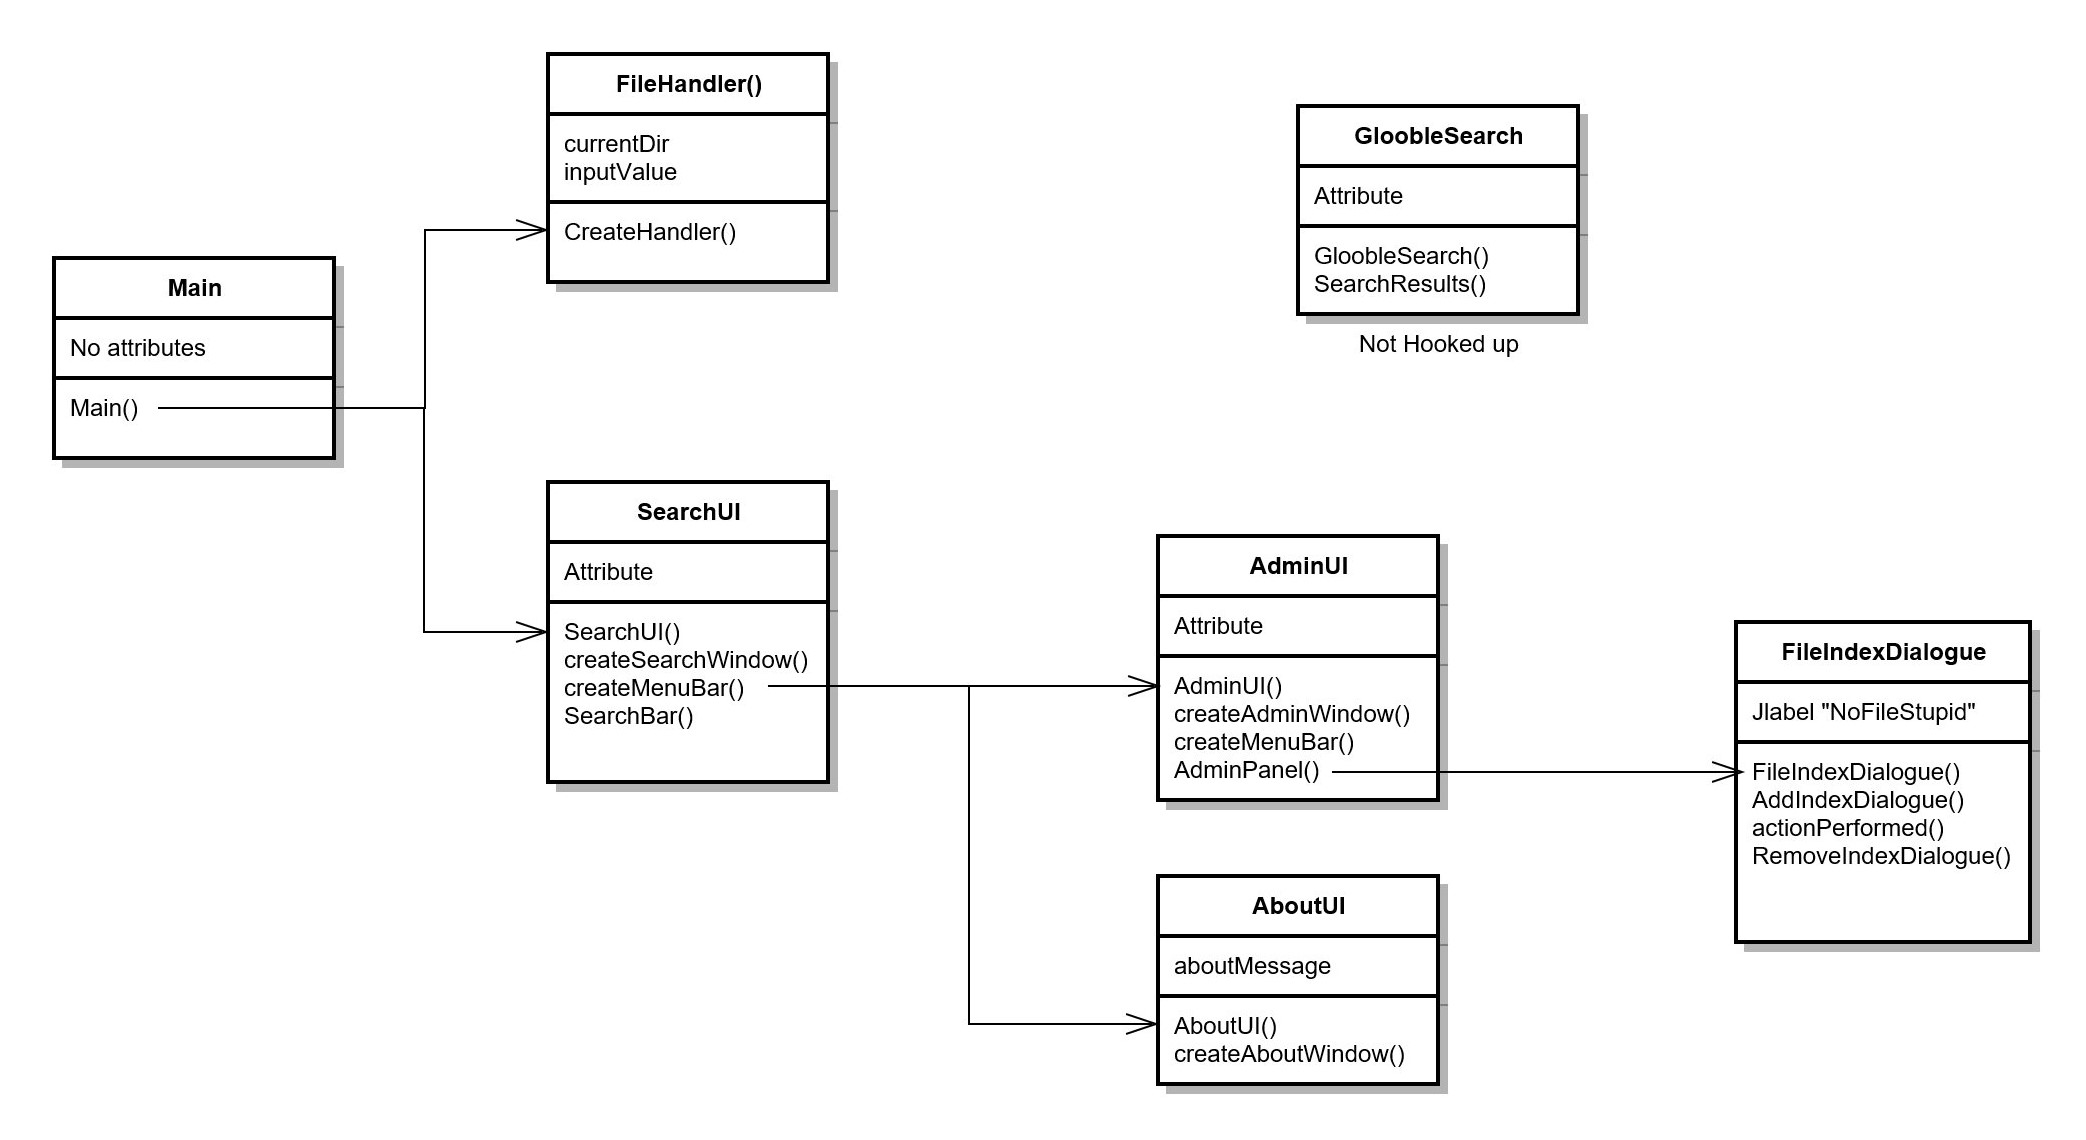 FileHandler()
currentDir
inputValue
CreateHandler()
GloobleSearch
Attribute
GloobleSearch()
SearchResults()
Not Hooked up
Main
No attributes
Main()
SearchUI
Attribute
SearchUI()
createSearchWindow()
createMenuBar()
SearchBar()
AdminUI
Attribute
AdminUI()
createAdminWindow()
createMenuBar()
AdminPanel()
FileIndexDialogue
Jlabel "NoFileStupid"
FileIndexDialogue()
AddIndexDialogue()
actionPerformed()
RemoveIndexDialogue()
AboutUI
aboutMessage
AboutUI()
createAboutWindow()